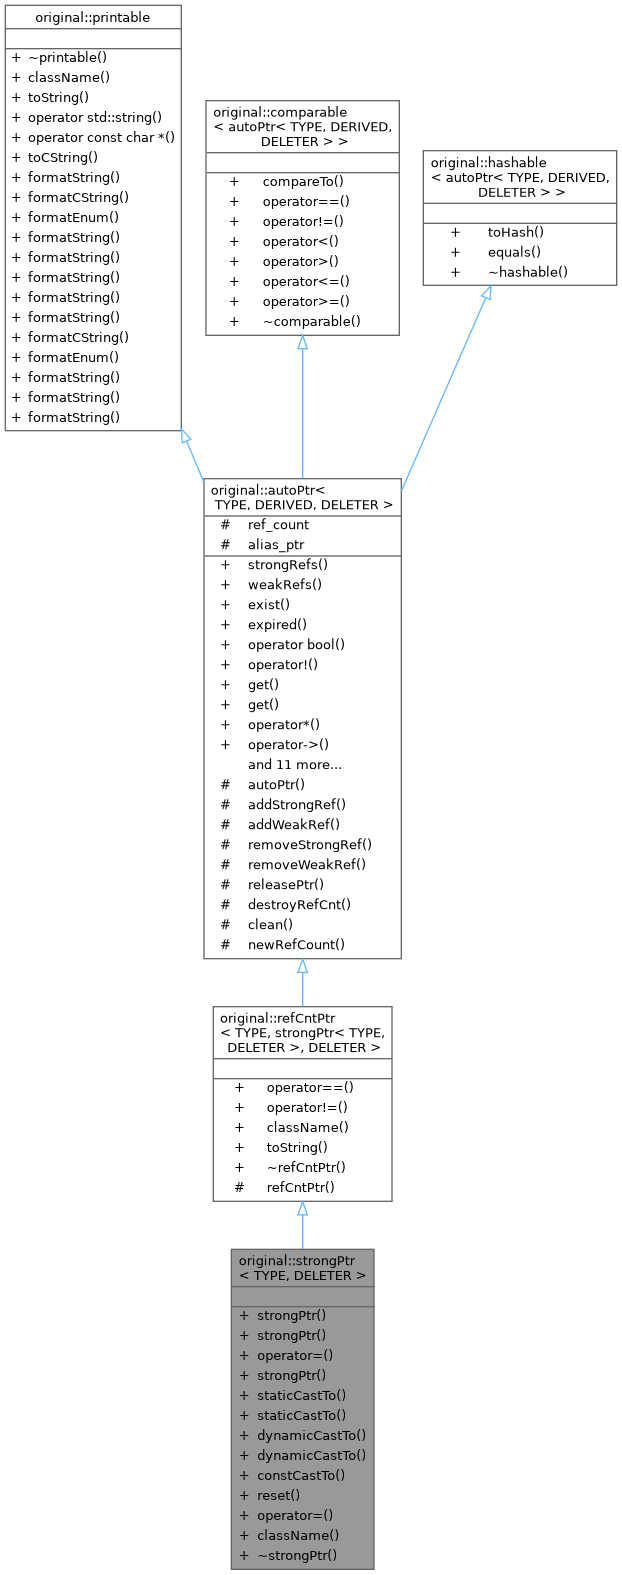 original::printable
+ ~printable()
+ className()
+ toString()
+ operator std::string()
+ operator const char *()
+ toCString()
+ formatString()
+ formatCString()
+ formatEnum()
+ formatString()
+ formatString()
+ formatString()
+ formatString()
+ formatString()
+ formatCString()
+ formatEnum()
+ formatString()
+ formatString()
+ formatString()
original::comparable
< autoPtr< TYPE, DERIVED,
DELETER > >
+ compareTo()
+ operator==()
+ operator!=()
+ operator<()
+ operator>()
+ operator<=()
+ operator>=()
+ ~comparable()
original::hashable
< autoPtr< TYPE, DERIVED,
DELETER > >
+ toHash()
+ equals()
+ ~hashable()
original::autoPtr<
TYPE, DERIVED, DELETER >
# ref_count
# alias_ptr
+ strongRefs()
+ weakRefs()
+ exist()
+ expired()
+ operator bool()
+ operator!()
+ get()
+ get()
+ operator*()
+ operator->()
and 11 more...
# autoPtr()
# addStrongRef()
# addWeakRef()
# removeStrongRef()
# removeWeakRef()
# releasePtr()
# destroyRefCnt()
# clean()
# newRefCount()
original::refCntPtr
< TYPE, strongPtr< TYPE,
DELETER >, DELETER >
+ operator==()
+ operator!=()
+ className()
+ toString()
+ ~refCntPtr()
# refCntPtr()
original::strongPtr
< TYPE, DELETER >
+ strongPtr()
+ strongPtr()
+ operator=()
+ strongPtr()
+ staticCastTo()
+ staticCastTo()
+ dynamicCastTo()
+ dynamicCastTo()
+ constCastTo()
+ reset()
+ operator=()
+ className()
+ ~strongPtr()